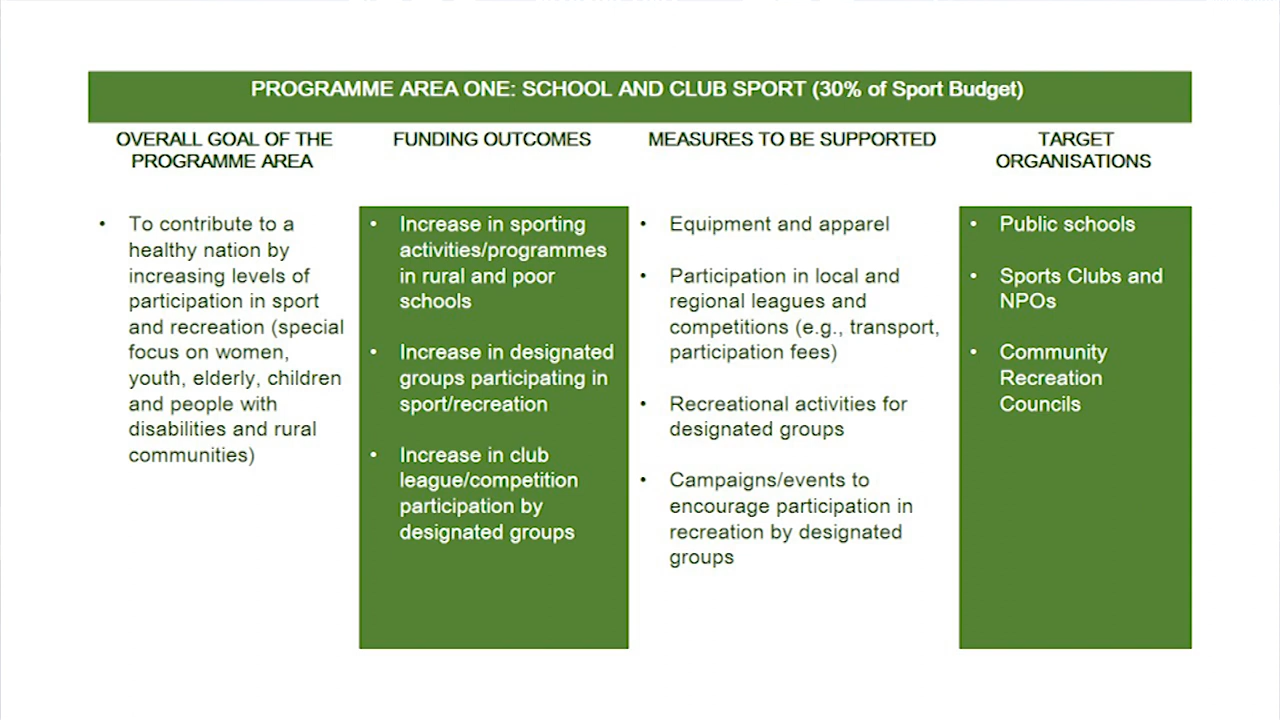 PROGRAMME AREA ONE: SCHOOL AND CLUB SPORT (30% of Sport Budget)
OVERALL GOAL OF THE
PROGRAMME AREA
FUNDING OUTCOMES
MEASURES TO BE SUPPORTED
TARGET
ORGANISATIONS
• To contribute to a
healthy nation by
increasing levels of
participation in sport
and recreation (special
focus on women,
youth, elderly, children
and people with
disabilities and rural
communities)
• Increase in sporting
activities/programmes
in rural and poor
schools
• Increase in designated
groups participating in
sport/recreation
• Increase in club
league/competition
participation by
designated groups
• Equipment and apparel
• Participation in local and
regional leagues and
competitions (e.g., transport,
participation fees)
• Recreational activities for
designated groups
• Campaigns/events to
encourage participation in
recreation by designated
groups
• Public schools
• Sports Clubs and
NPOs
• Community
Recreation
Councils